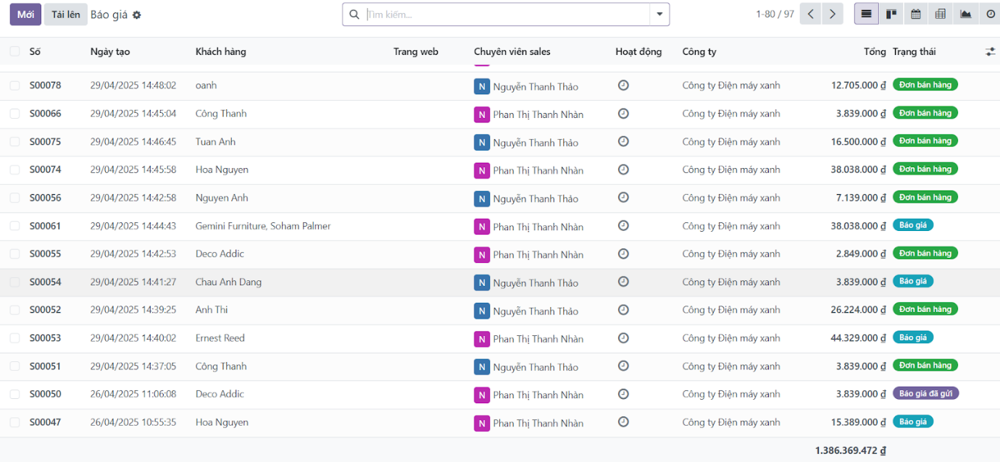 Mới Tải lên Báo giá Tìm kiếm... 1-80 / 97
Số Ngày tạo Khách hàng Trang web Chuyên viên sales Hoạt động Công ty Tổng Trạng thái
S00078 29/04/2025 14:48:02 oanh N Nguyễn Thanh Thảo Công ty Điện máy xanh 12.705.000 ₫ Đơn bán hàng
S00066 29/04/2025 14:45:04 Công Thanh N Phan Thị Thanh Nhàn Công ty Điện máy xanh 3.839.000 ₫ Đơn bán hàng
S00075 29/04/2025 14:46:45 Tuan Anh N Nguyễn Thanh Thảo Công ty Điện máy xanh 16.500.000 ₫ Đơn bán hàng
S00074 29/04/2025 14:45:58 Hoa Nguyen N Phan Thị Thanh Nhàn Công ty Điện máy xanh 38.038.000 ₫ Đơn bán hàng
S00056 29/04/2025 14:42:58 Nguyen Anh N Nguyễn Thanh Thảo Công ty Điện máy xanh 7.139.000 ₫ Đơn bán hàng
S00061 29/04/2025 14:44:43 Gemini Furniture, Soham Palmer N Phan Thị Thanh Nhàn Công ty Điện máy xanh 38.038.000 ₫ Báo giá
S00055 29/04/2025 14:42:53 Deco Addic N Phan Thị Thanh Nhàn Công ty Điện máy xanh 2.849.000 ₫ Đơn bán hàng
S00054 29/04/2025 14:41:27 Chau Anh Dang N Nguyễn Thanh Thảo Công ty Điện máy xanh 3.839.000 ₫ Báo giá
S00052 29/04/2025 14:39:25 Anh Thi N Nguyễn Thanh Thảo Công ty Điện máy xanh 26.224.000 ₫ Đơn bán hàng
S00053 29/04/2025 14:40:02 Ernest Reed N Phan Thị Thanh Nhàn Công ty Điện máy xanh 44.329.000 ₫ Báo giá
S00051 29/04/2025 14:37:05 Công Thanh N Nguyễn Thanh Thảo Công ty Điện máy xanh 3.839.000 ₫ Đơn bán hàng
S00050 26/04/2025 11:06:08 Deco Addic N Phan Thị Thanh Nhàn Công ty Điện máy xanh 3.839.000 ₫ Báo giá đã gửi
S00047 26/04/2025 10:55:35 Hoa Nguyen N Phan Thị Thanh Nhàn Công ty Điện máy xanh 15.389.000 ₫ Báo giá
1.386.369.472 ₫